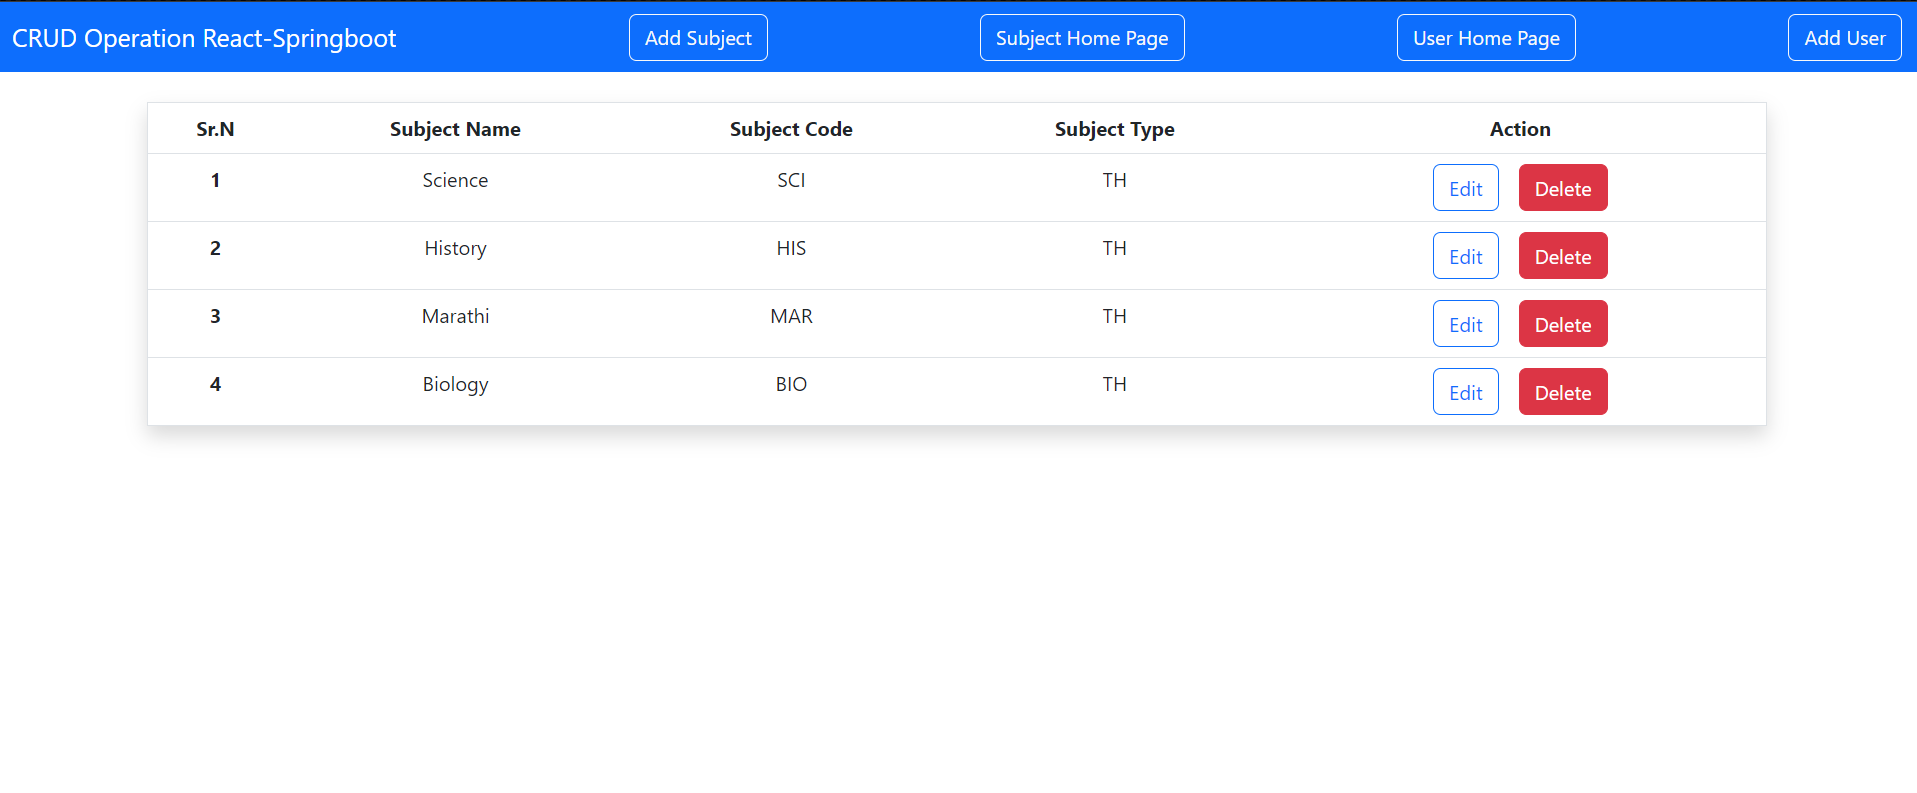 CRUD Operation React-Springboot Add Subject Subject Home Page User Home Page Add User
Sr.N Subject Name Subject Code Subject Type Action
1 Science SCI TH Edit Delete
2 History HIS TH Edit Delete
3 Marathi MAR TH Edit Delete
4 Biology BIO TH Edit Delete